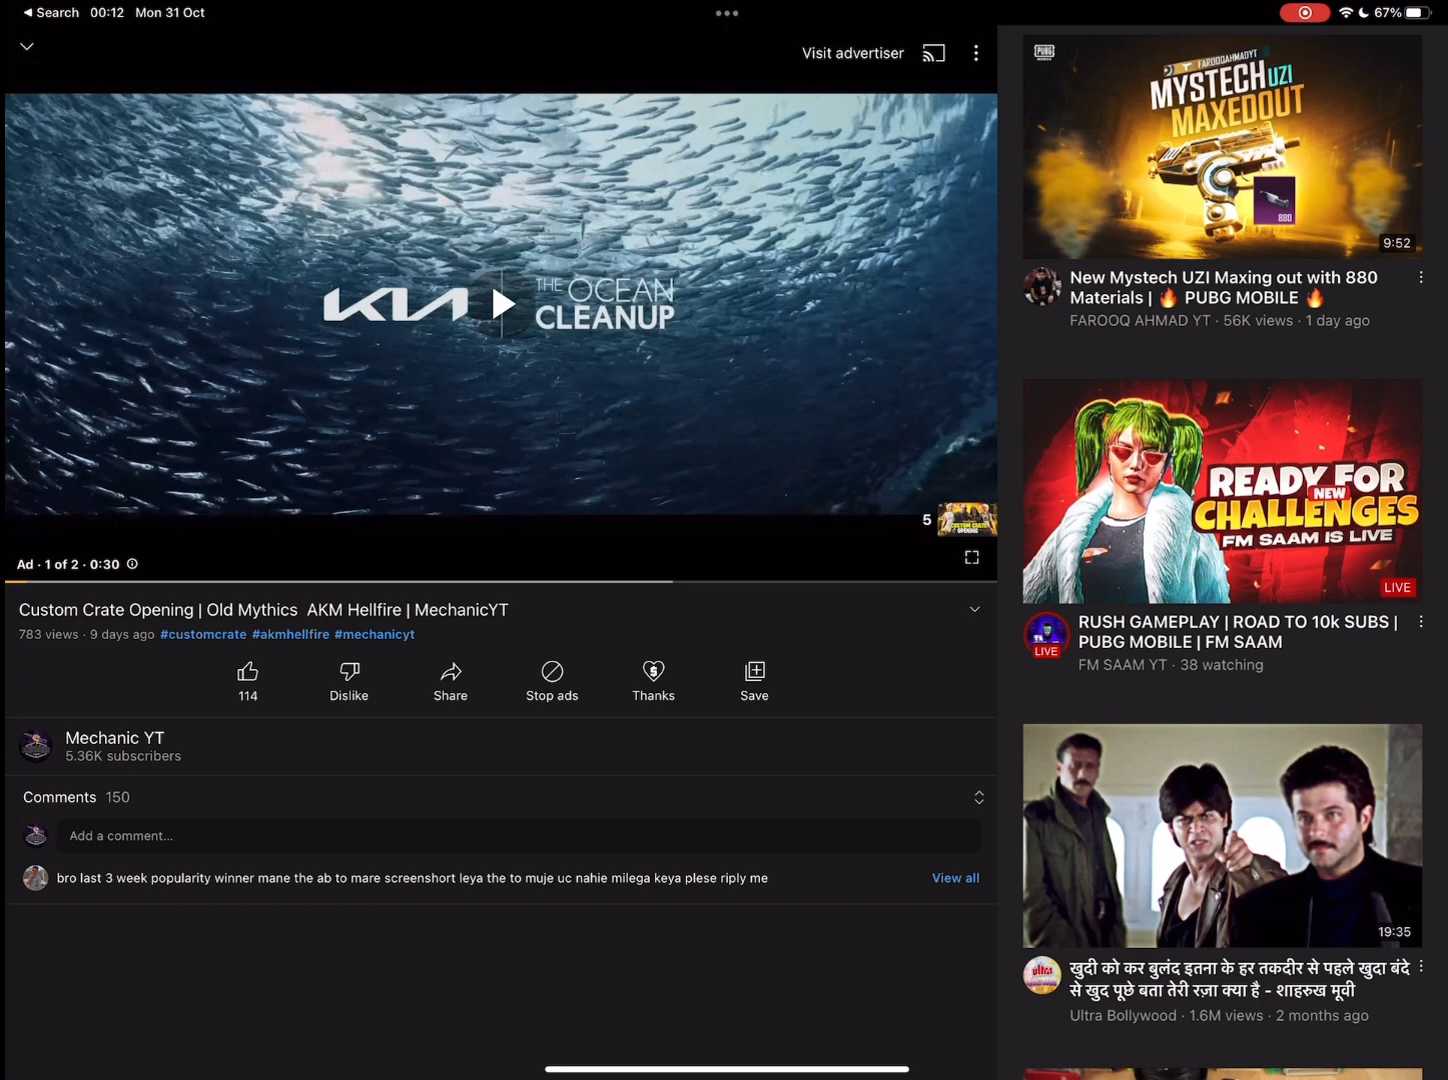 Search 00:12 Mon 31 Oct
67%
Visit advertiser
KIA
THE OCEAN
CLEANUP
5
Ad · 1 of 2 · 0:30
Custom Crate Opening | Old Mythics AKM Hellfire | MechanicYT
783 views · 9 days ago #customcrate #akmhellfire #mechanicyt
114
Dislike
Share
Stop ads
Thanks
Save
Mechanic YT
5.36K subscribers
Comments 150
Add a comment...
bro last 3 week popularity winner mane the ab to mare screenshort leya the to muje uc nahie milega keya plese riply me
View all
PUBG
FAROOQAHMADYT
MYSTECH UZI
MAXEDOUT
880
9:52
New Mystech UZI Maxing out with 880
Materials | 🔥 PUBG MOBILE 🔥
FAROOQ AHMAD YT · 56K views · 1 day ago
READY FOR
NEW
CHALLENGES
FM SAAM IS LIVE
LIVE
RUSH GAMEPLAY | ROAD TO 10k SUBS |
PUBG MOBILE | FM SAAM
LIVE
FM SAAM YT · 38 watching
19:35
खुदी को कर बुलंद इतना के हर तकदीर से पहले खुदा बंदे
से खुद पूछे बता तेरी रज़ा क्या है - शाहरुख मूवी
Ultra Bollywood · 1.6M views · 2 months ago